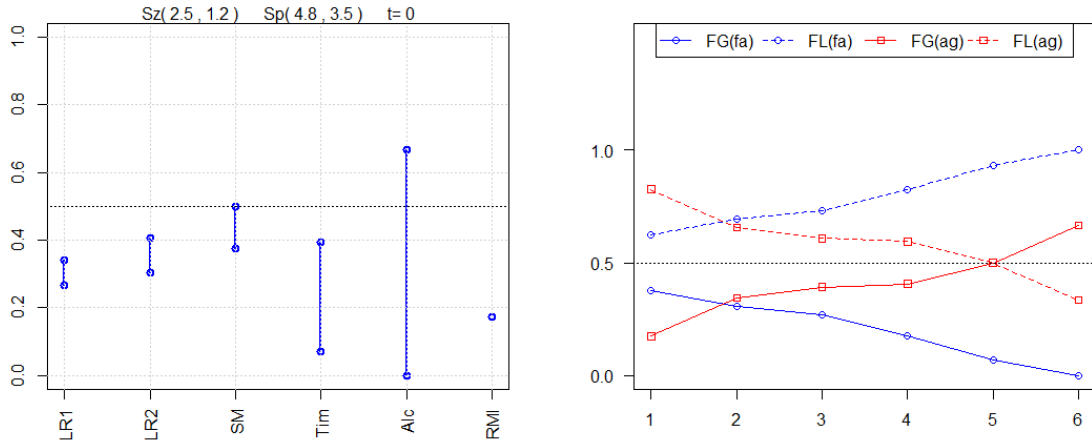 Sz( 2.5 , 1.2 ) Sp( 4.8 , 3.5 ) t= 0
1.0
0.8
0.6
0.4
0.2
0.0
LR1 LR2 SM Tim Alc RMI
FG(fa) FL(fa) FG(ag) FL(ag)
1.0
0.5
0.0
1 2 3 4 5 6